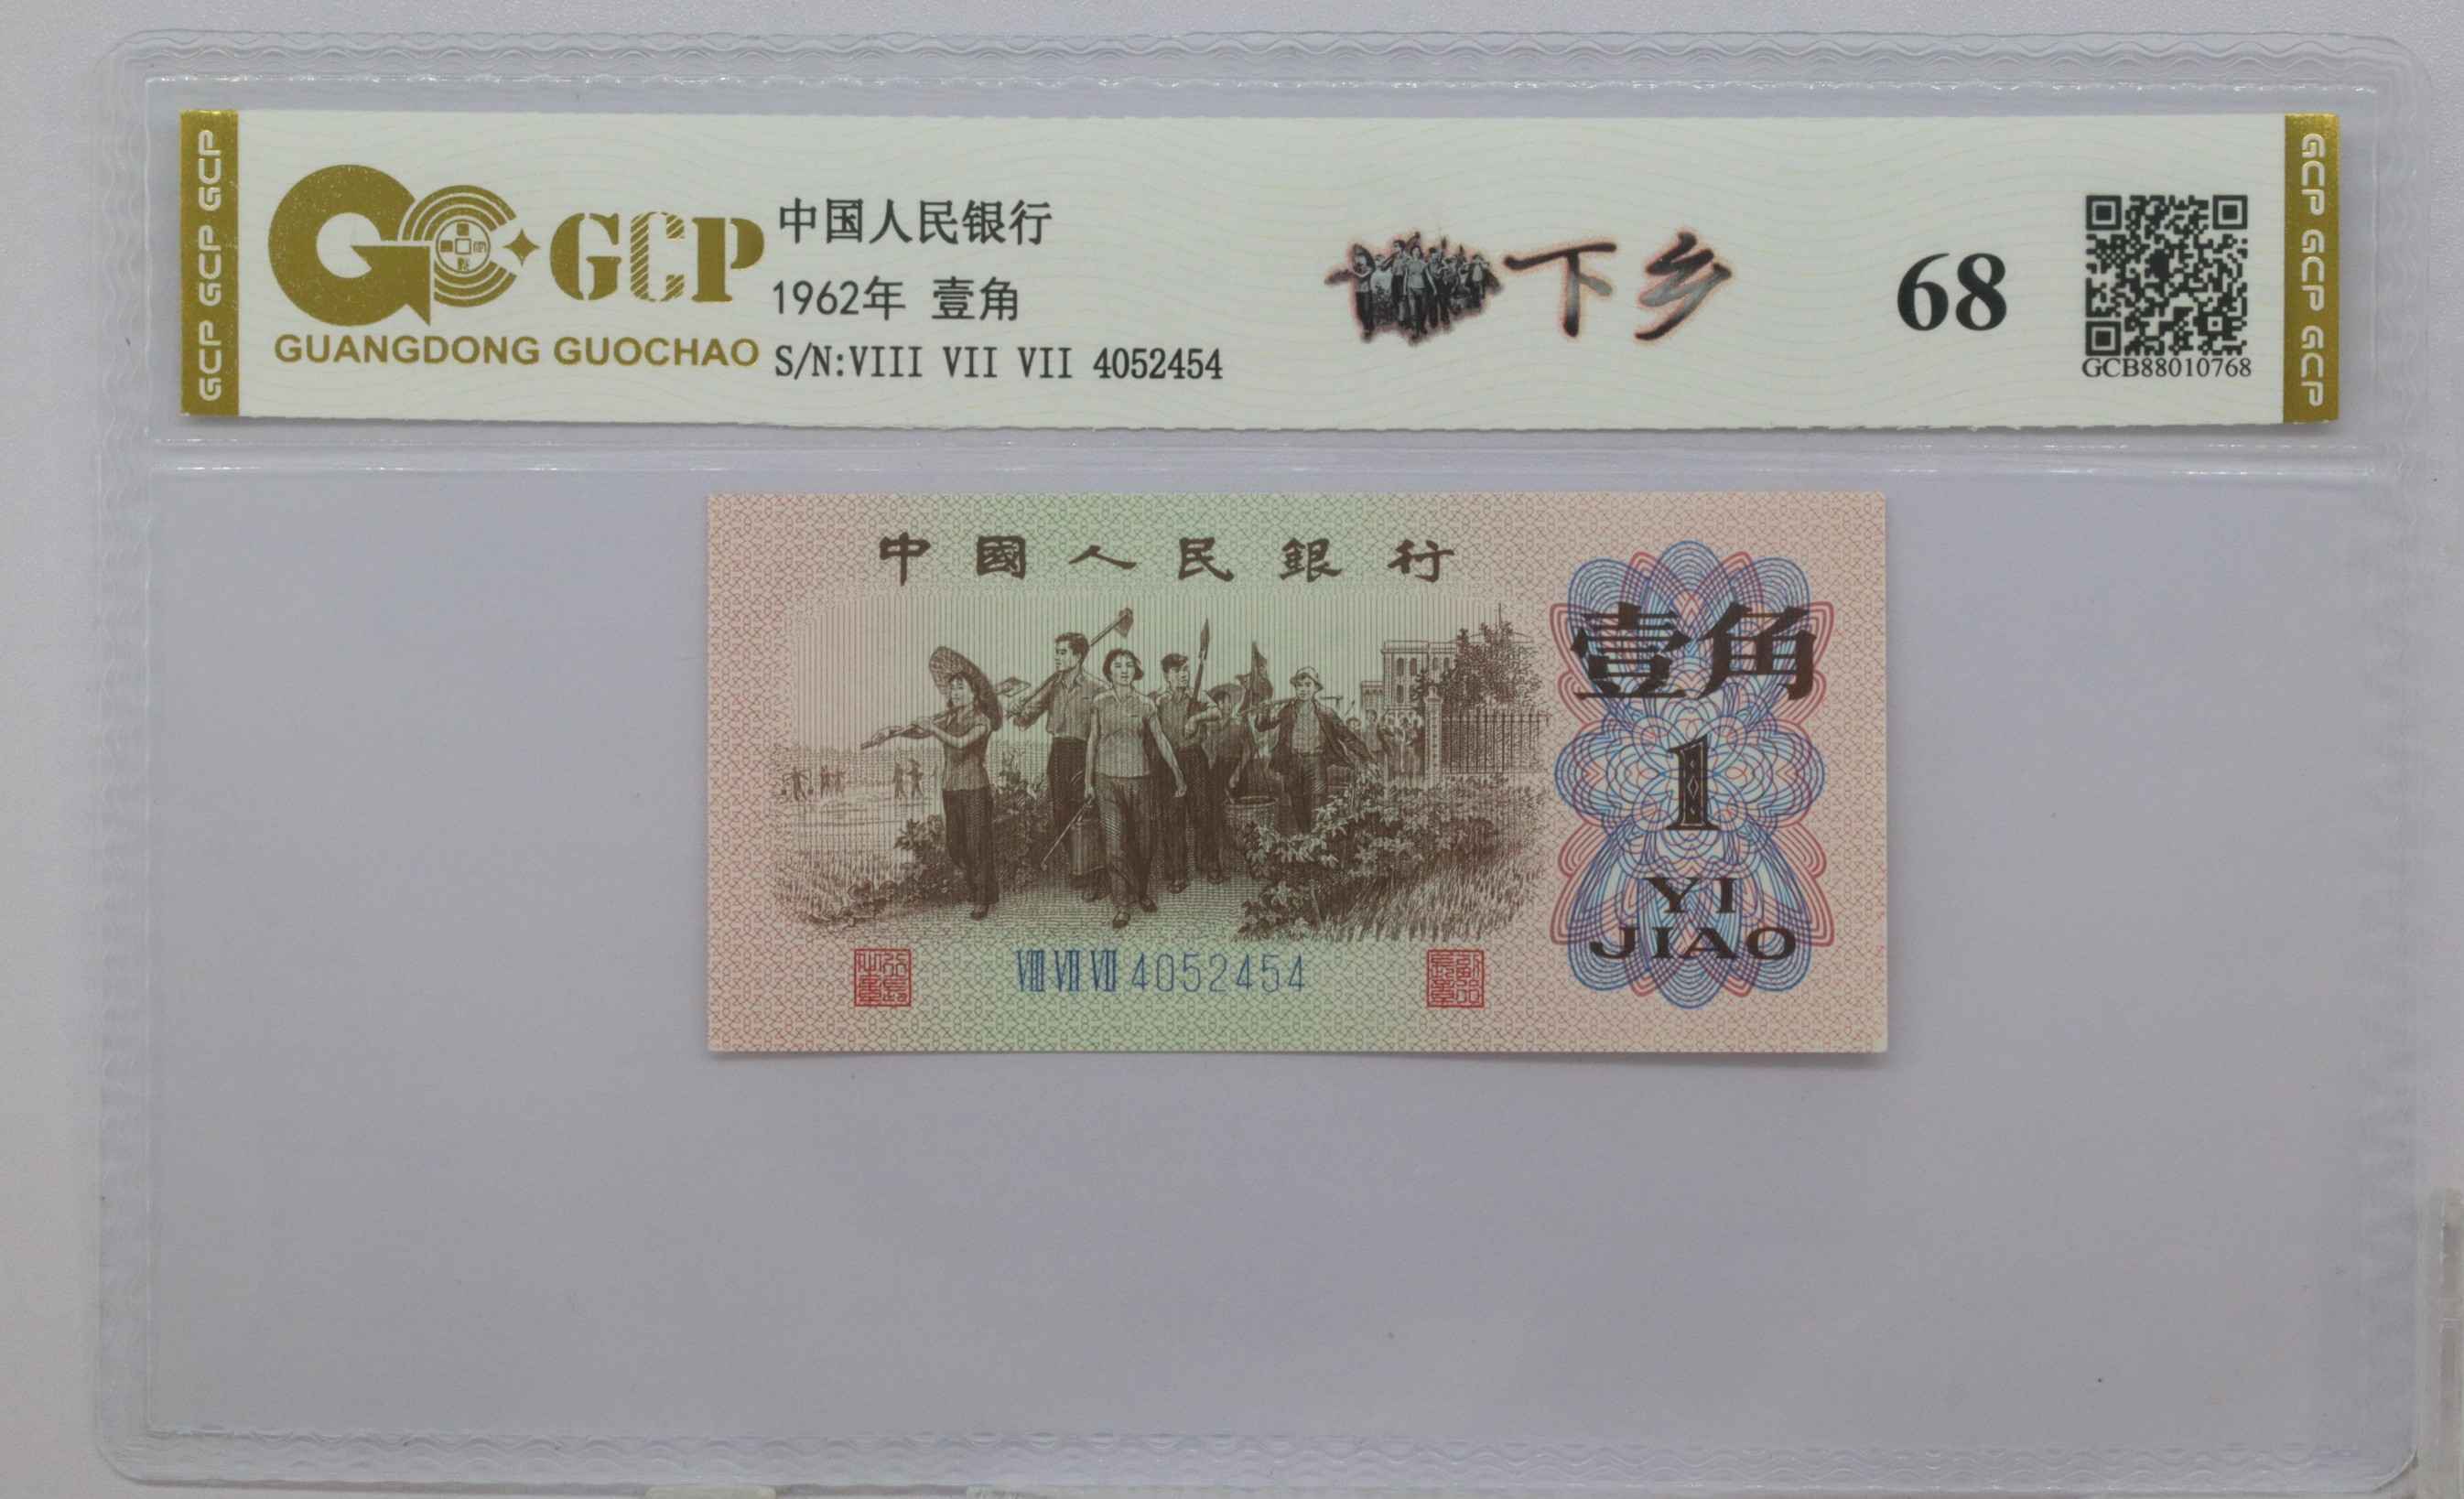 GCP GCP GCP
GCP
GUANGDONG GUOCHAO
中国人民银行
1962年 壹角
S/N:VIII VII VII 4052454
下乡
68
GCB88010768
GCP GCP GCP
中國人民銀行
壹角
1
YI
JIAO
VIII VII VII 4052454